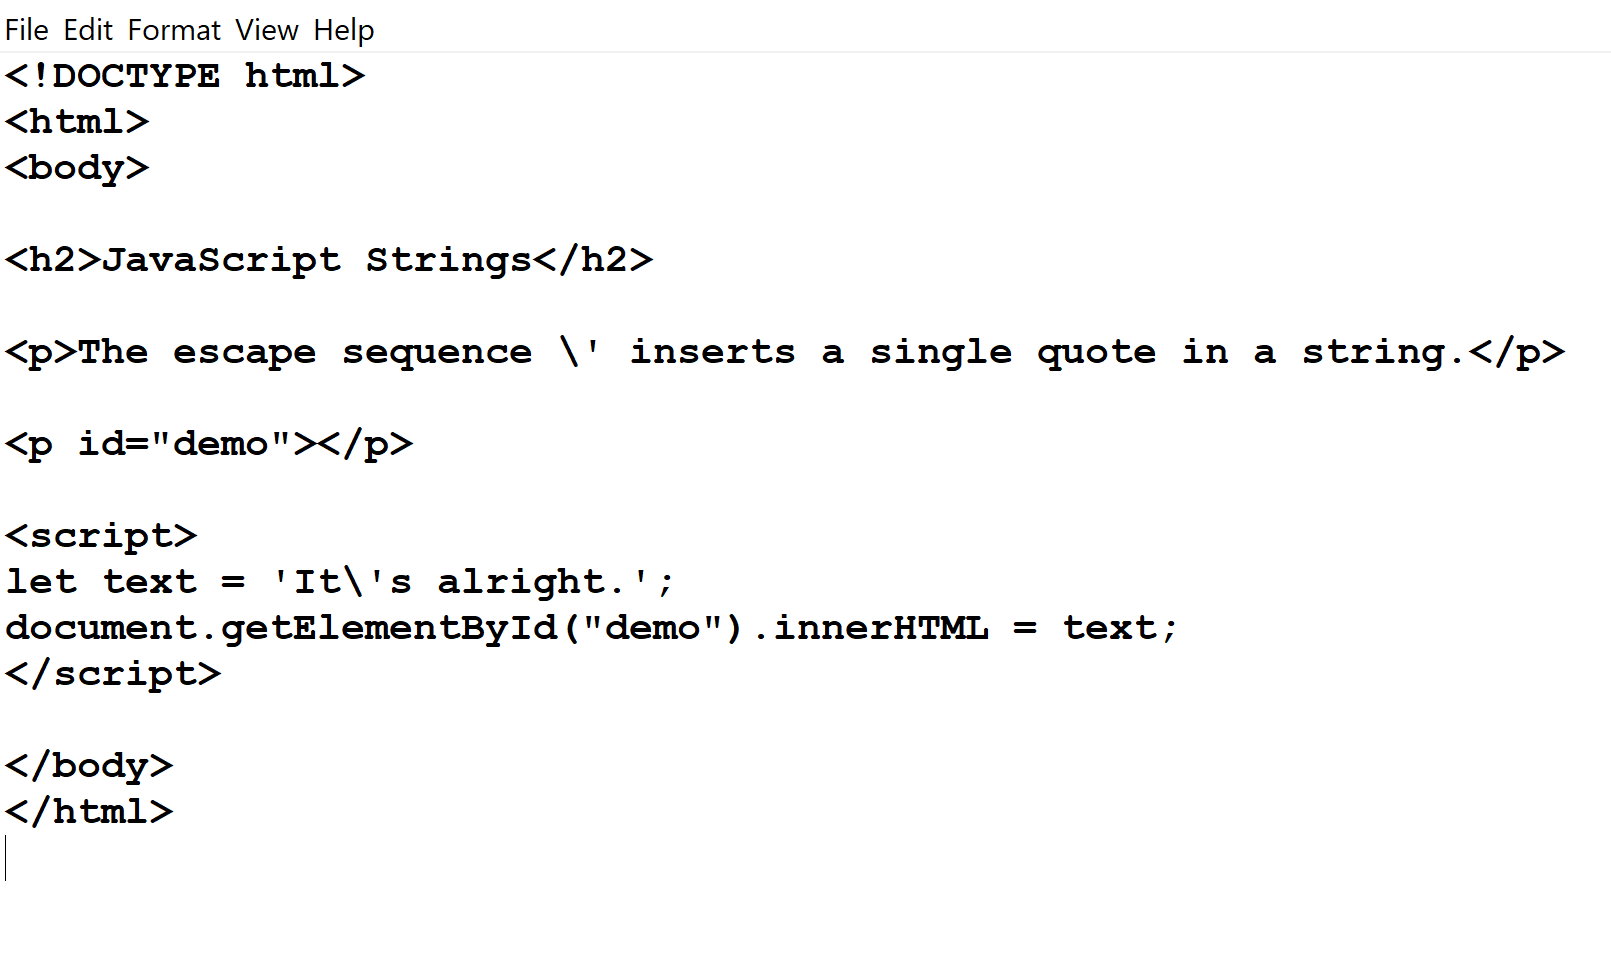 File Edit Format View Help
<!DOCTYPE html>
<html>
<body>
<h2>JavaScript Strings</h2>
<p>The escape sequence \' inserts a single quote in a string.</p>
<p id="demo"></p>
<script>
let text = 'It\'s alright.';
document.getElementById("demo").innerHTML = text;
</script>
</body>
</html>